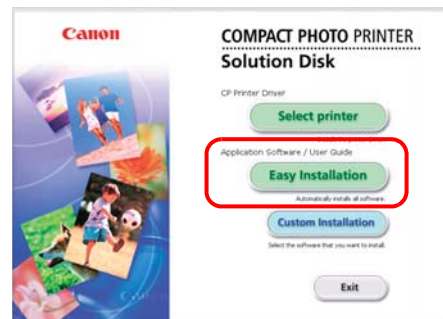 Canon
COMPACT PHOTO PRINTER
Solution Disk
CP Printer Driver
Select printer
Application Software / User Guide
Easy Installation
Automatically installs all software.
Custom Installation
Select the software that you want to install.
Exit